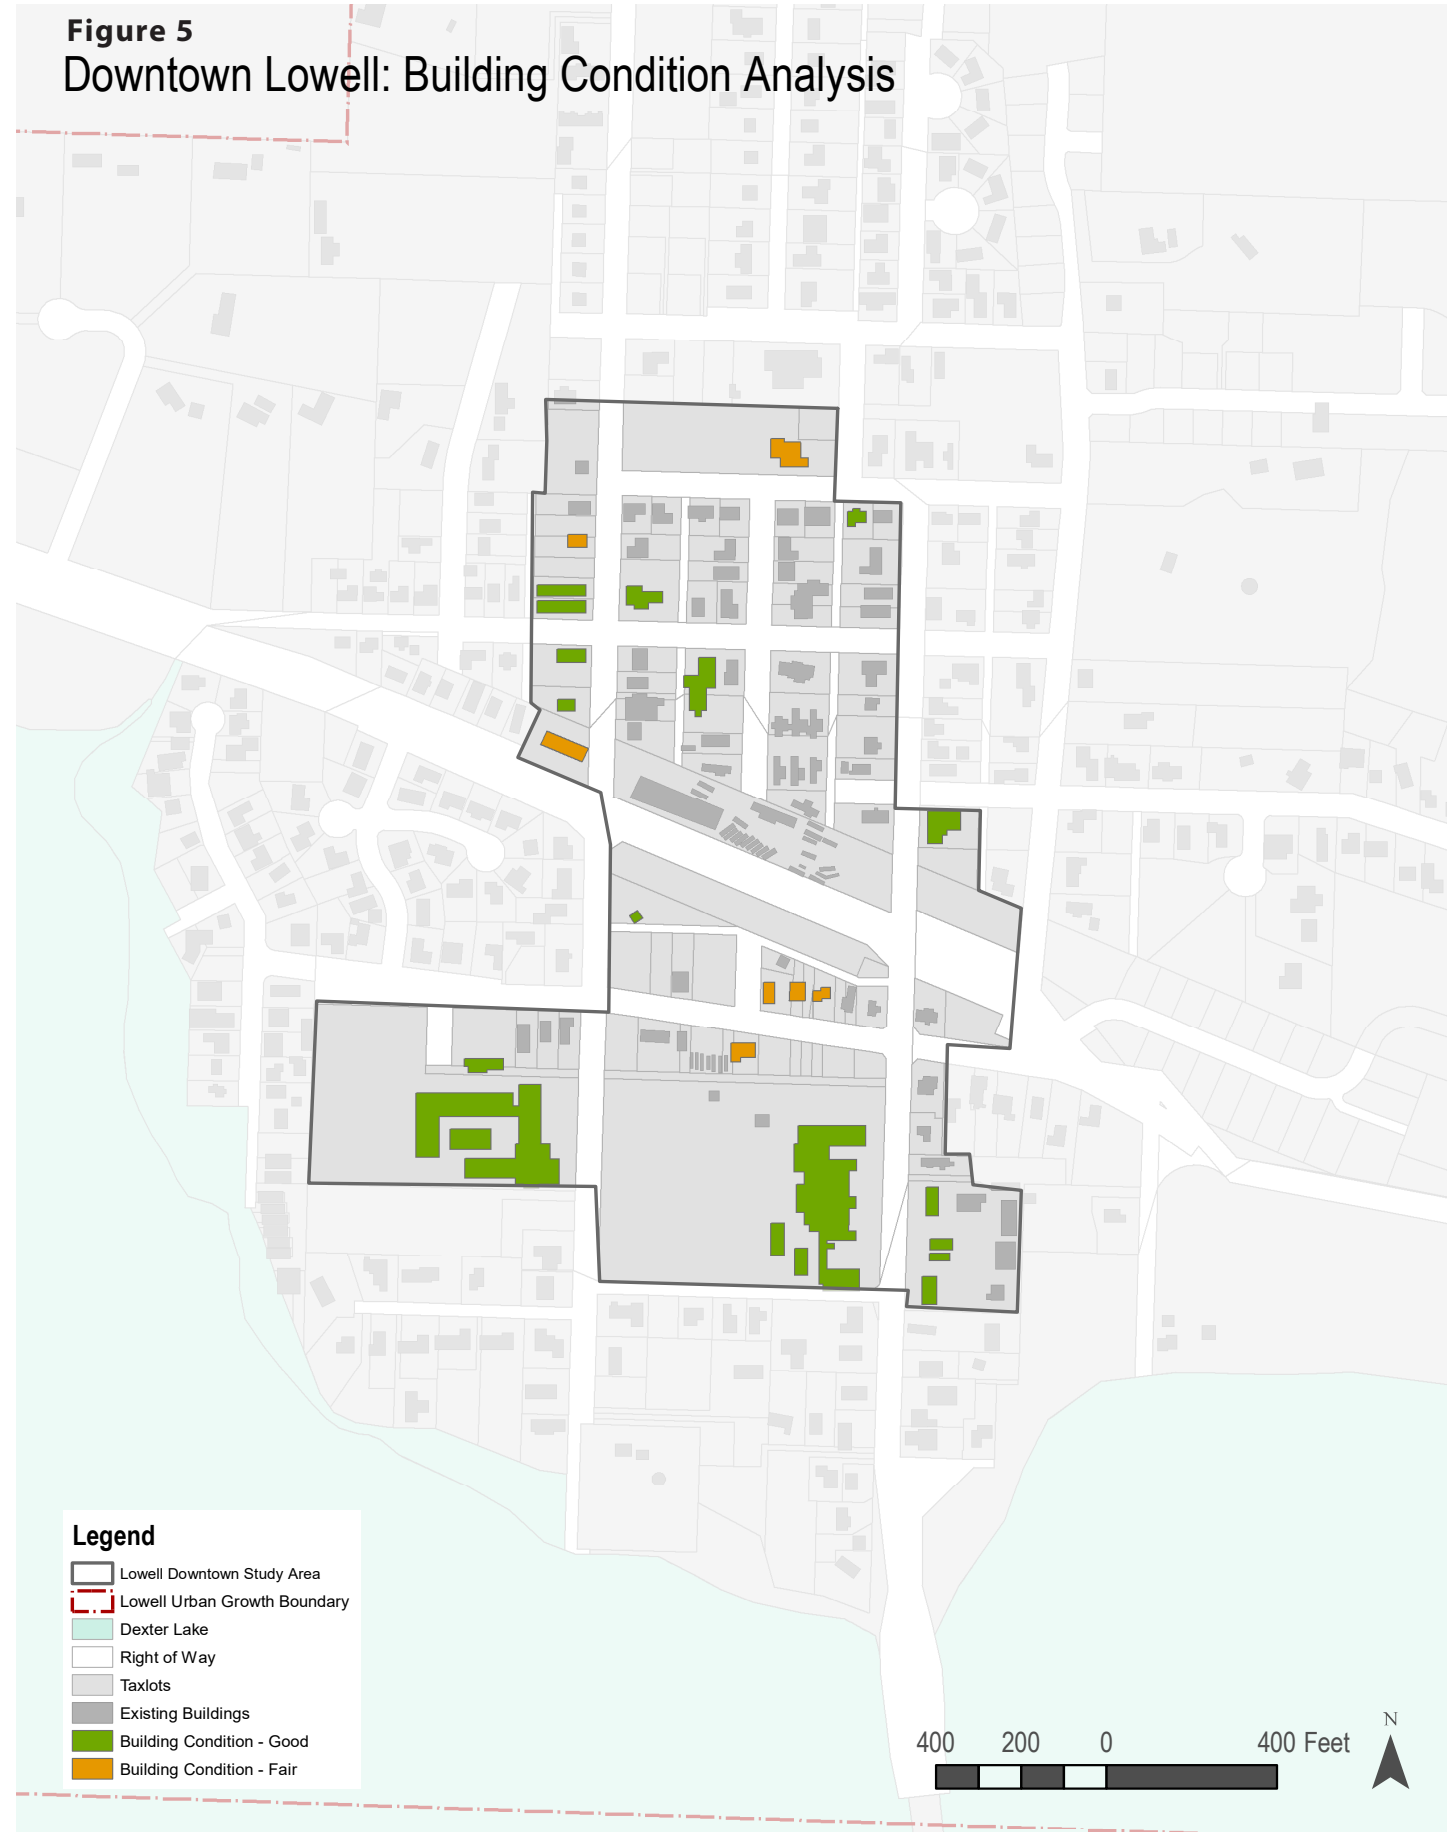 Figure 5
Downtown Lowell: Building Condition Analysis
Legend
Lowell Downtown Study Area
Lowell Urban Growth Boundary
Dexter Lake
Right of Way
Taxlots
Existing Buildings
Building Condition - Good
Building Condition - Fair
400 200 0 400 Feet
N